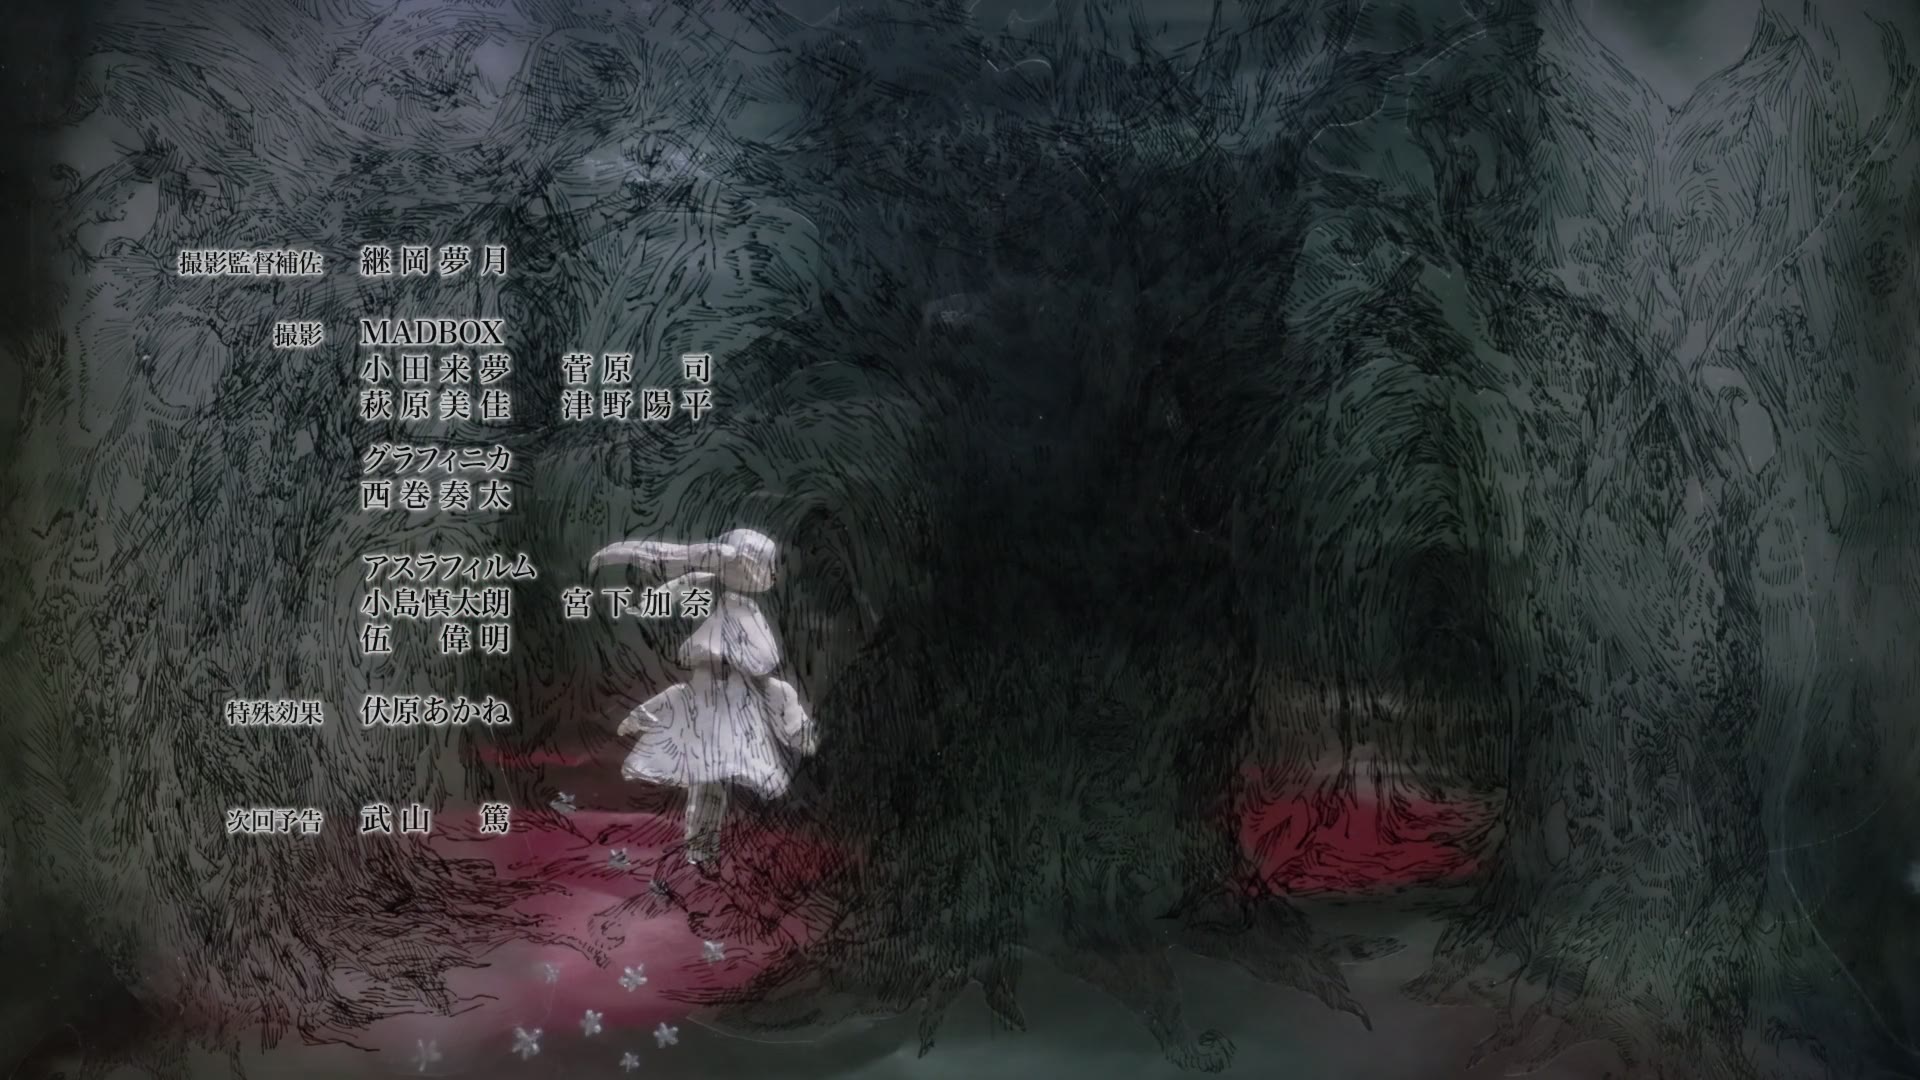 撮影監督補佐 継岡夢月
撮影 MADBOX
小田来夢 菅原 司
萩原美佳 津野陽平
グラフィニカ
西巻奏太
アスラフィルム
小島慎太朗 宮下加奈
伍 偉明
特殊効果 伏原あかね
次回予告 武山 篤